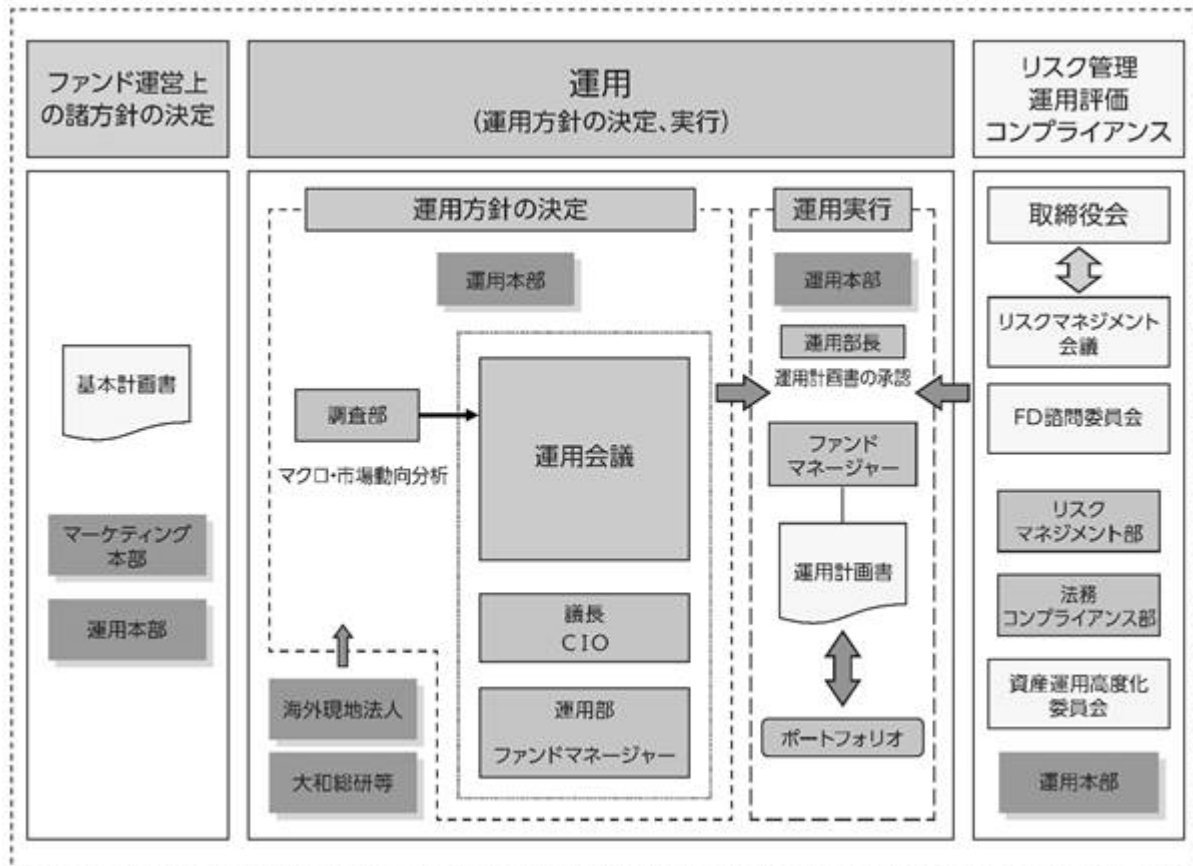 ファンド運営上
の諸方針の決定
運用
(運用方針の決定、実行)
リスク管理
運用評価
コンプライアンス
基本計画書
マーケティング
本部
運用本部
運用方針の決定
運用本部
調査部
マクロ・市場動向分析
運用会議
議長
CIO
運用部
ファンドマネージャー
海外現地法人
大和総研等
運用実行
運用本部
運用部長
運用計画書の承認
ファンド
マネージャー
運用計画書
ポートフォリオ
取締役会
リスクマネジメント
会議
FD諮問委員会
リスク
マネジメント部
法務
コンプライアンス部
資産運用高度化
委員会
運用本部